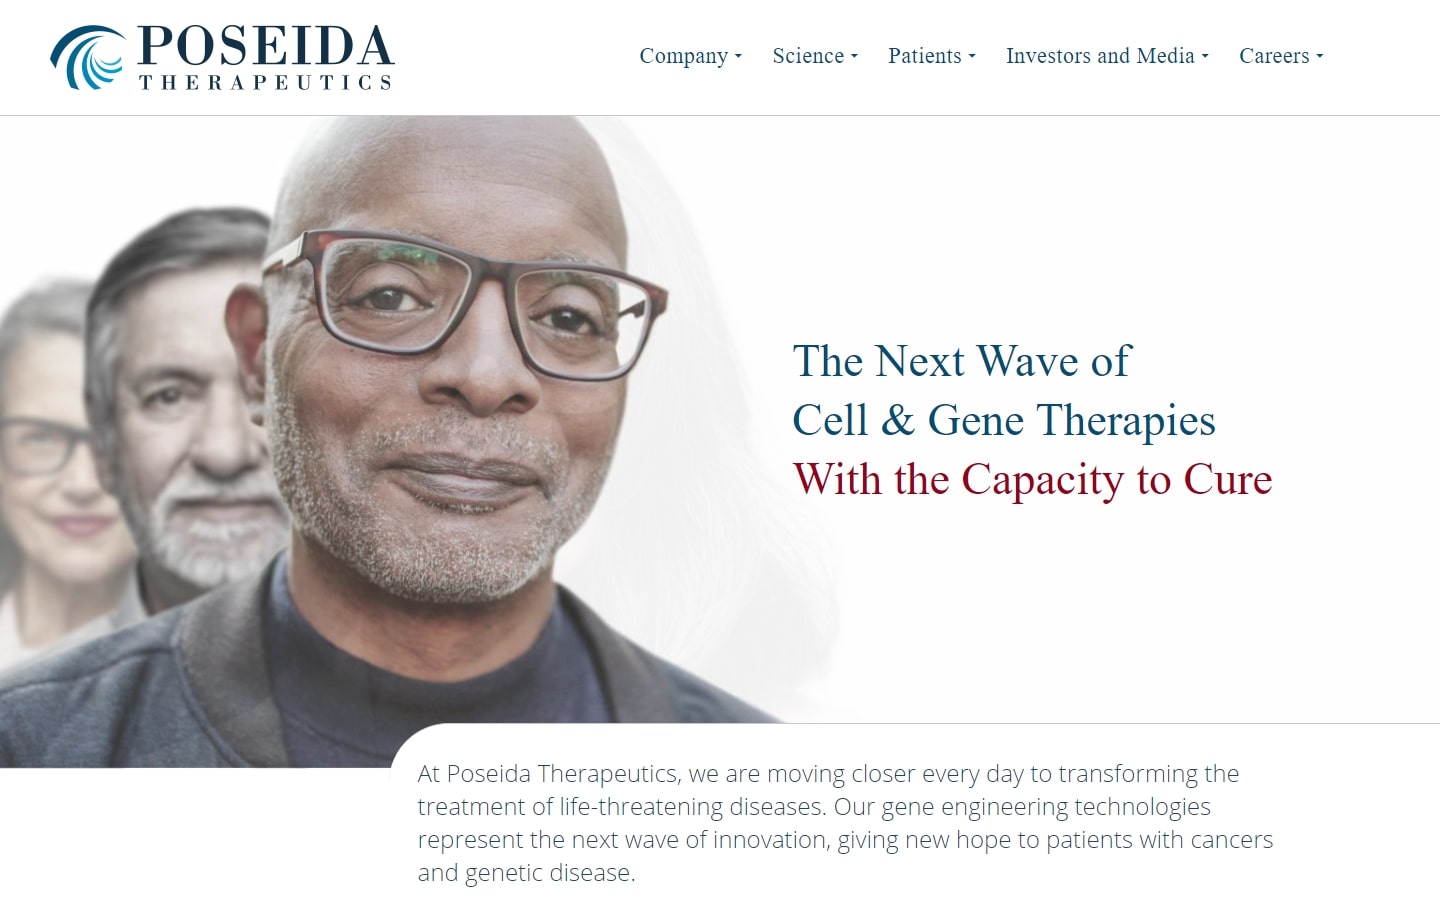 POSEIDA
THERAPEUTICS
Company
Science
Patients
Investors and Media
Careers
The Next Wave of
Cell & Gene Therapies
With the Capacity to Cure
At Poseida Therapeutics, we are moving closer every day to transforming the
treatment of life-threatening diseases. Our gene engineering technologies
represent the next wave of innovation, giving new hope to patients with cancers
and genetic disease.